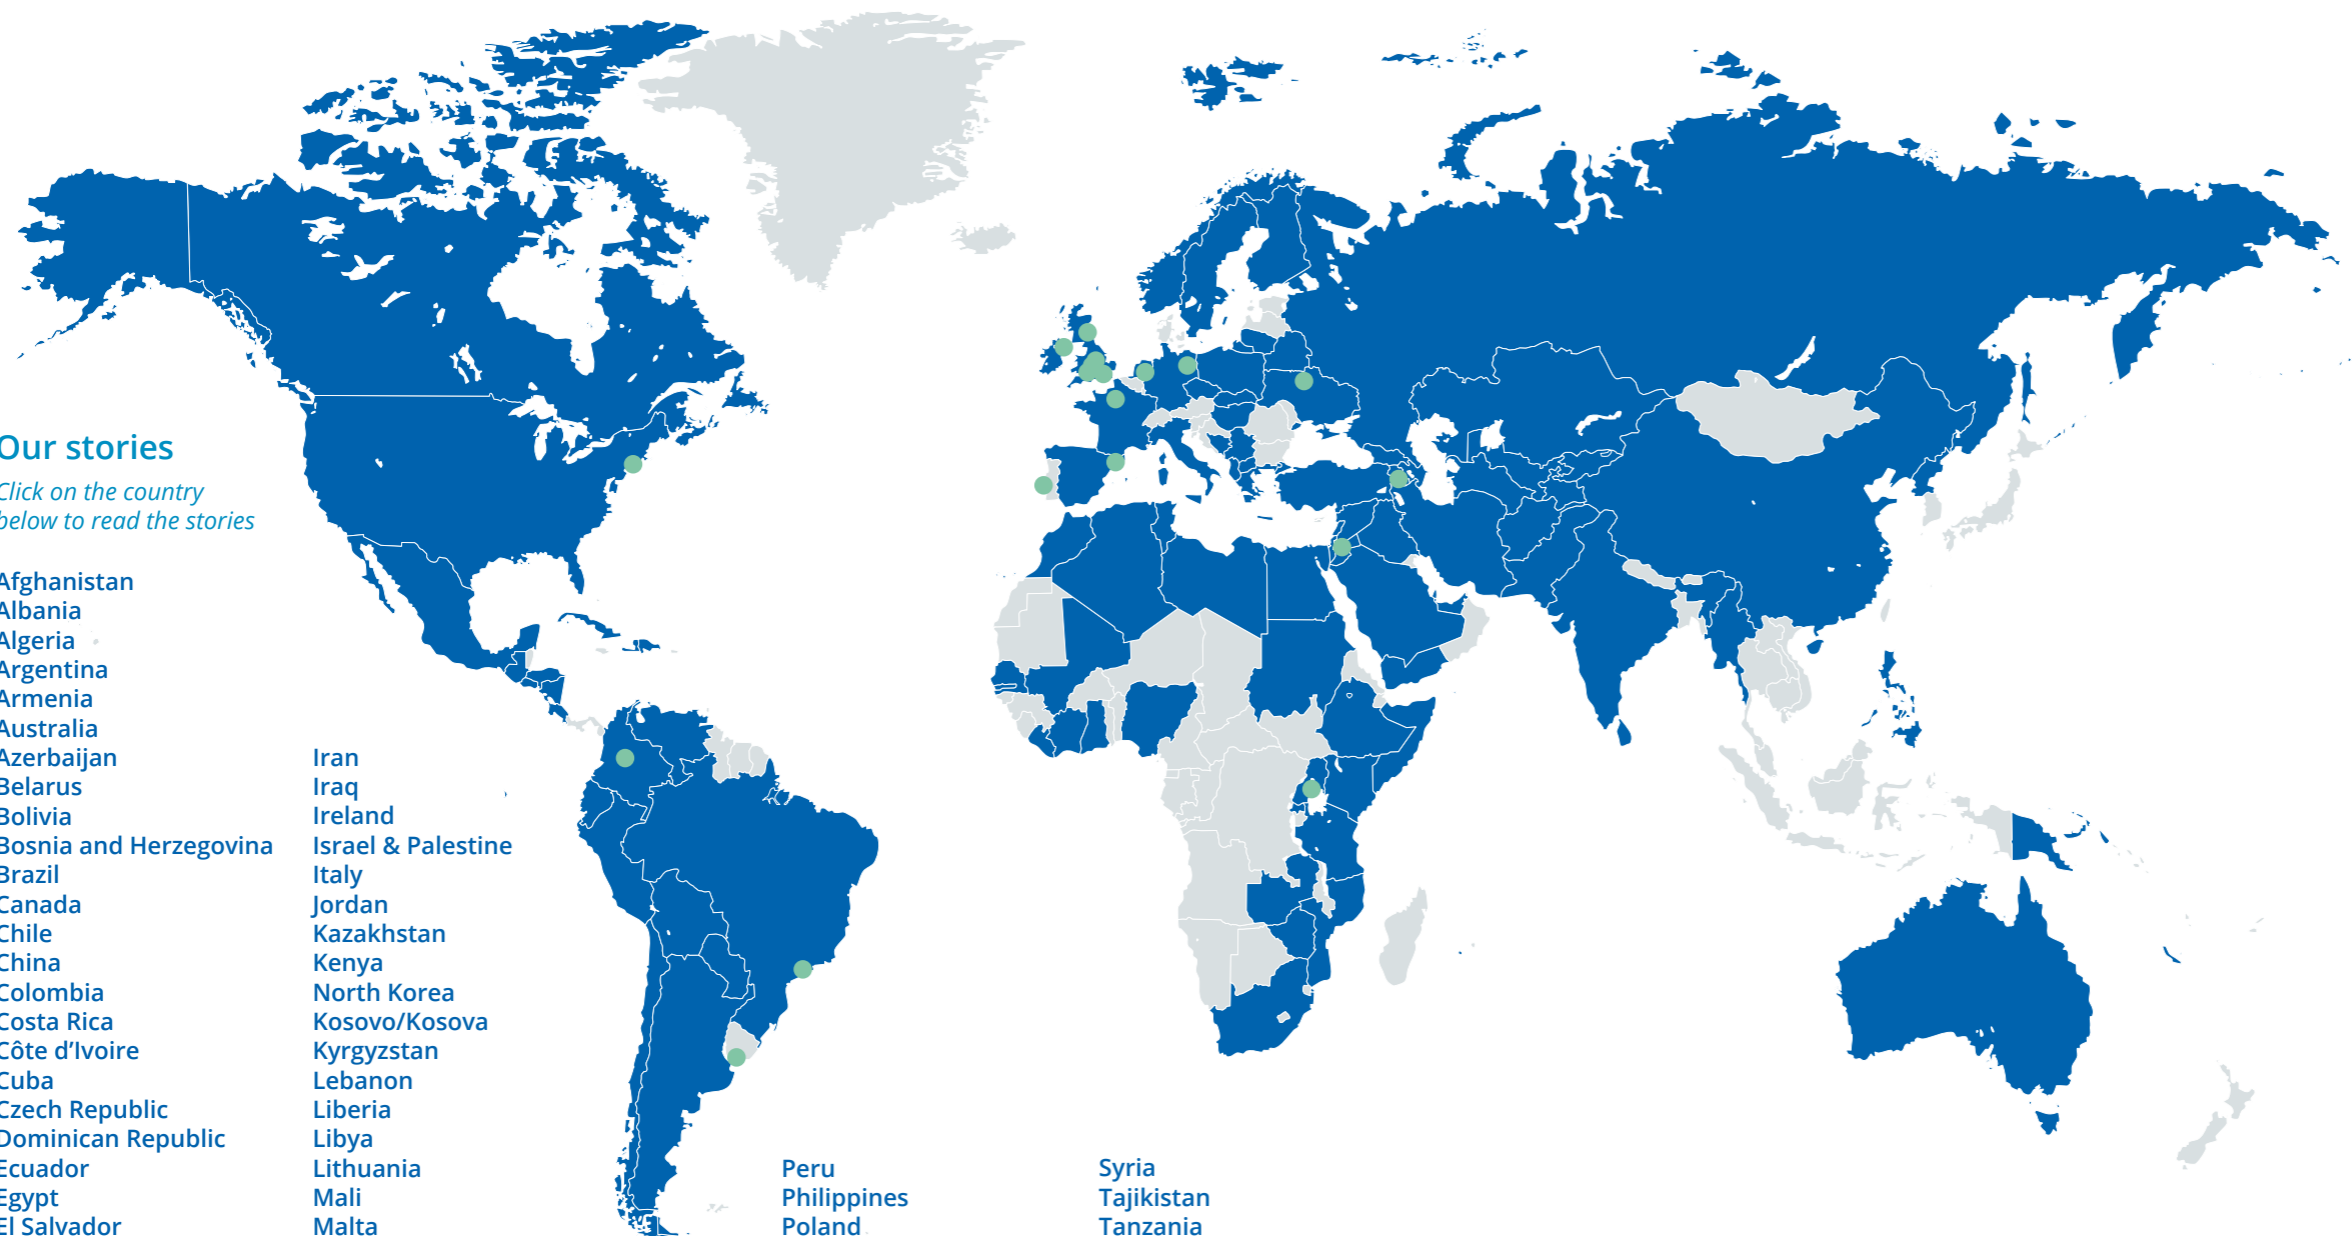 Our stories
Click on the country
below to read the stories
Afghanistan
Albania
Algeria
Argentina
Armenia
Australia
Azerbaijan
Belarus
Bolivia
Bosnia and Herzegovina
Brazil
Canada
Chile
China
Colombia
Costa Rica
Côte d’Ivoire
Cuba
Czech Republic
Dominican Republic
Ecuador
Egypt
El Salvador
Iran
Iraq
Ireland
Israel & Palestine
Italy
Jordan
Kazakhstan
Kenya
North Korea
Kosovo/Kosova
Kyrgyzstan
Lebanon
Liberia
Libya
Lithuania
Mali
Malta
Peru
Philippines
Poland
Syria
Tajikistan
Tanzania